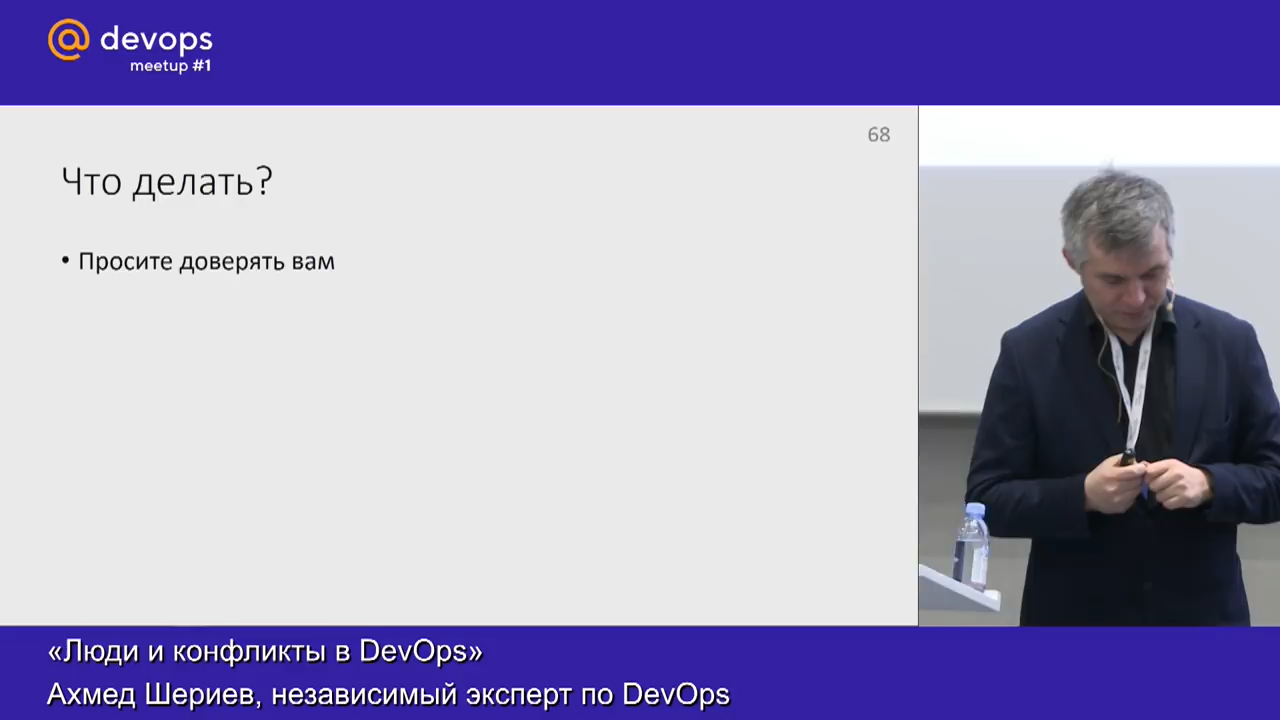 @ devops
meetup #1
68
Что делать?
• Просите доверять вам
«Люди и конфликты в DevOps»
Ахмед Шериев, независимый эксперт по DevOps